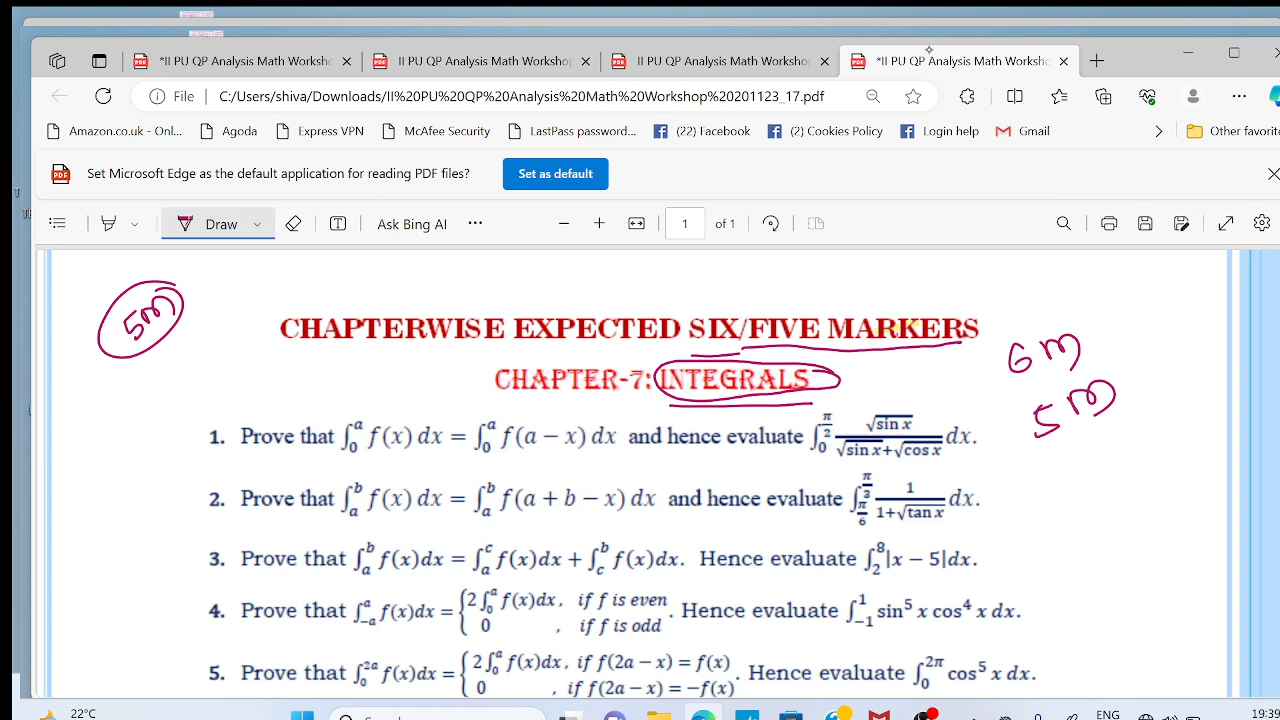 *II PU QP Analysis Math Worksho
II PU QP Analysis Math Workshop
II PU QP Analysis Math Workshop
*II PU QP Analysis Math Worksho
File C:/Users/shiva/Downloads/II%20PU%20QP%20Analysis%20Math%20Workshop%20201123_17.pdf
Amazon.co.uk - Onl... Agoda Express VPN McAfee Security LastPass password... (22) Facebook (2) Cookies Policy Login help Gmail Other favorite
Set Microsoft Edge as the default application for reading PDF files? Set as default
Draw Ask Bing AI 1 of 1
5m
CHAPTERWISE EXPECTED SIX/FIVE MARKERS
6m
CHAPTER-7: INTEGRALS
5m
1. Prove that ∫₀ᵃ f(x) dx = ∫₀ᵃ f(a − x) dx and hence evaluate ∫₀^(π/2) √sin x / (√sin x + √cos x) dx.
2. Prove that ∫ₐᵇ f(x) dx = ∫ₐᵇ f(a + b − x) dx and hence evaluate ∫_(π/6)^(π/3) 1 / (1+√tan x) dx.
3. Prove that ∫ₐᵇ f(x)dx = ∫ₐᶜ f(x)dx + ∫_c^b f(x)dx. Hence evaluate ∫₂⁸|x − 5|dx.
4. Prove that ∫₋ₐᵃ f(x)dx = { 2 ∫₀ᵃ f(x)dx, if f is even
0 , if f is odd . Hence evaluate ∫₋₁¹ sin⁵ x cos⁴ x dx.
5. Prove that ∫₀²ᵃ f(x)dx = { 2 ∫₀ᵃ f(x)dx, if f(2a − x) = f(x)
0 , if f(2a − x) = −f(x) . Hence evaluate ∫₀^(2π) cos⁵ x dx.
22°C
ENG
19:39